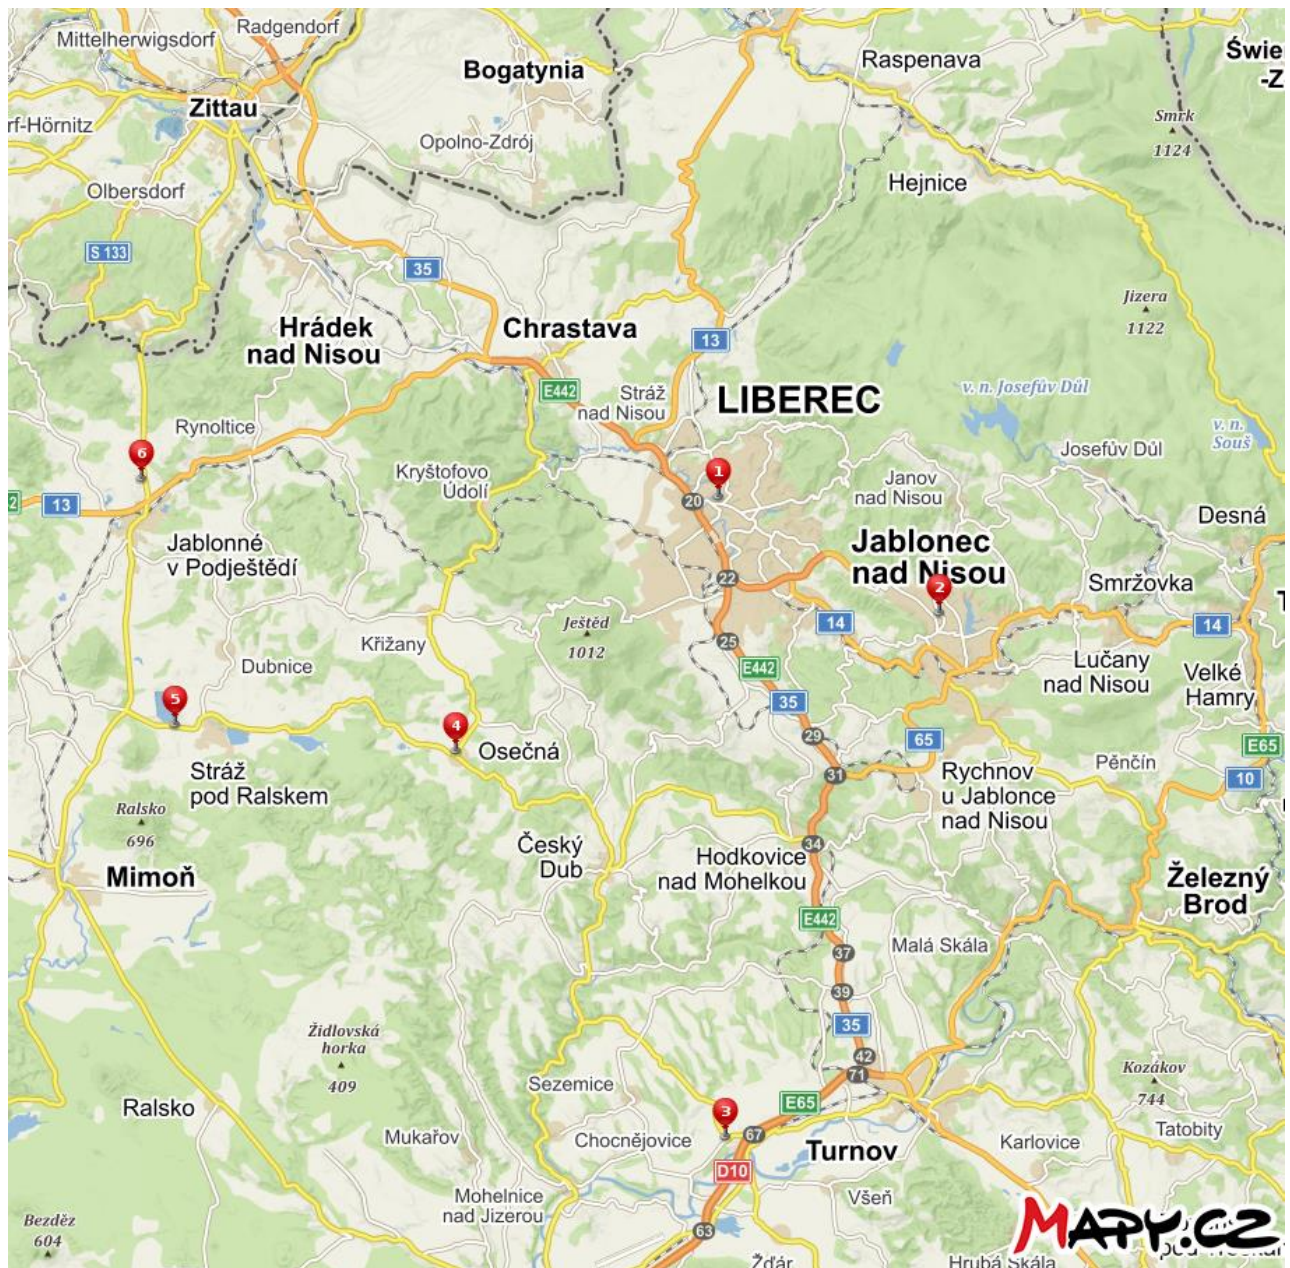 Radgendorf
Mittelherwigsdorf
Raspenava
Świe
-Z
Bogatynia
Zittau
Smrk
1124
rf-Hörnitz
Opolno-Zdrój
Hejnice
Olbersdorf
S 133
35
Jizera
1122
Hrádek
nad Nisou
Chrastava
13
E442
Stráž
nad Nisou
LIBEREC
v. n. Josefův Důl
v. n.
Souš
Rynoltice
Josefův Důl
6
Kryštofovo
Údolí
1
Janov
nad Nisou
2
13
20
Desná
Jablonné
v Podještědí
Jablonec
nad Nisou
22
Smržovka
2
Ještěd
1012
14
14
T
25
Křižany
Dubnice
E442
Lučany
nad Nisou
Velké
Hamry
5
35
4
29
65
E65
Osečná
Stráž
pod Ralskem
31
Rychnov
u Jablonce
nad Nisou
Pěnčín
10
Ralsko
696
34
Český
Dub
Hodkovice
nad Mohelkou
Mimoň
Železný
Brod
E442
37
Malá Skála
39
35
Židlovská
horka
409
42
71
Kozákov
744
Sezemice
E65
Ralsko
3
67
Mukařov
Chocnějovice
Turnov
Karlovice
Tatobity
D10
Mohelnice
nad Jizerou
Všeň
Bezděz
604
63
MAPY.CZ
Žďár
Hrubá Skála